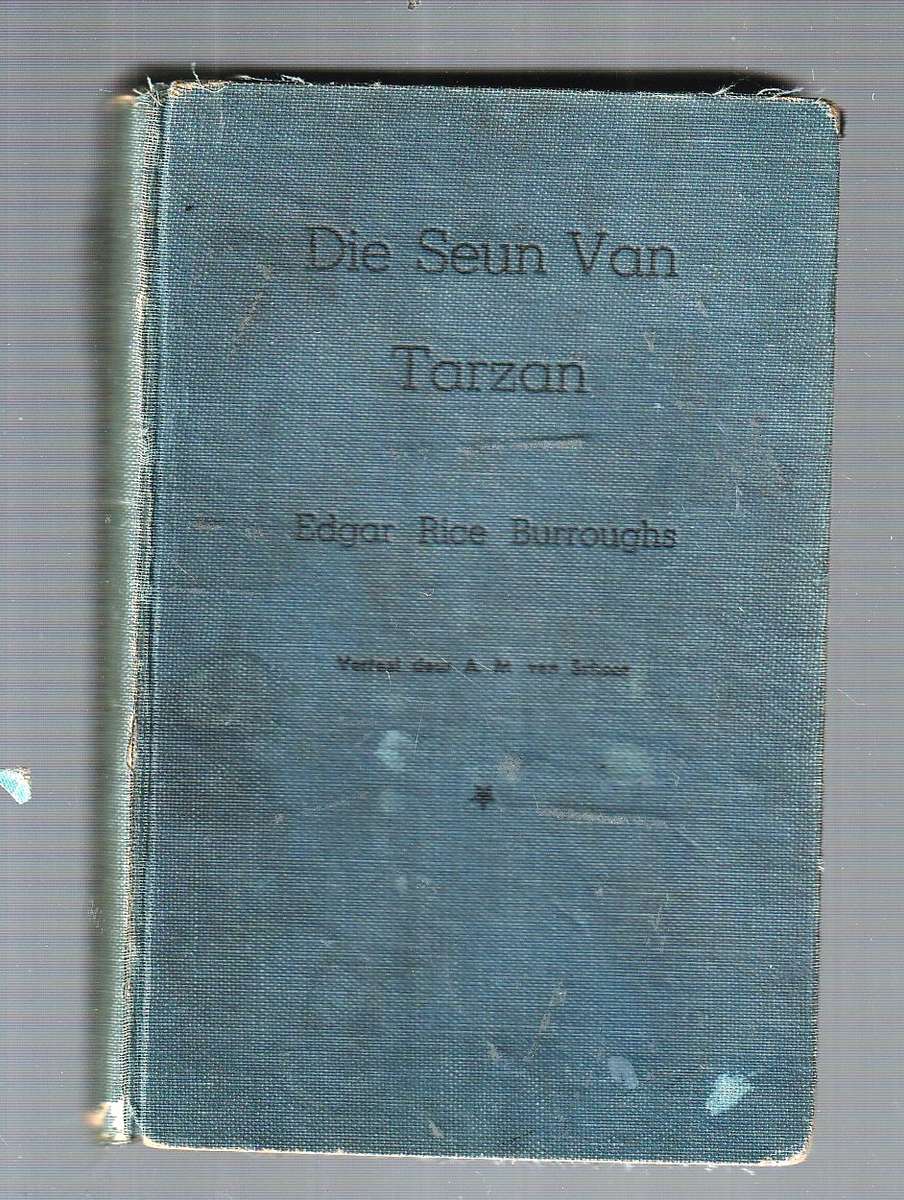 Die Seun Van
Tarzan
Edgar Rice Burroughs
Vertaal deur A. M. van Schoor